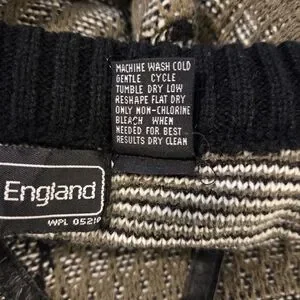 MACHINE WASH COLD
GENTLE CYCLE
TUMBLE DRY LOW
RESHAPE FLAT DRY
ONLY NON-CHLORINE
BLEACH WHEN
NEEDED FOR BEST
RESULTS DRY CLEAN
England
WPL